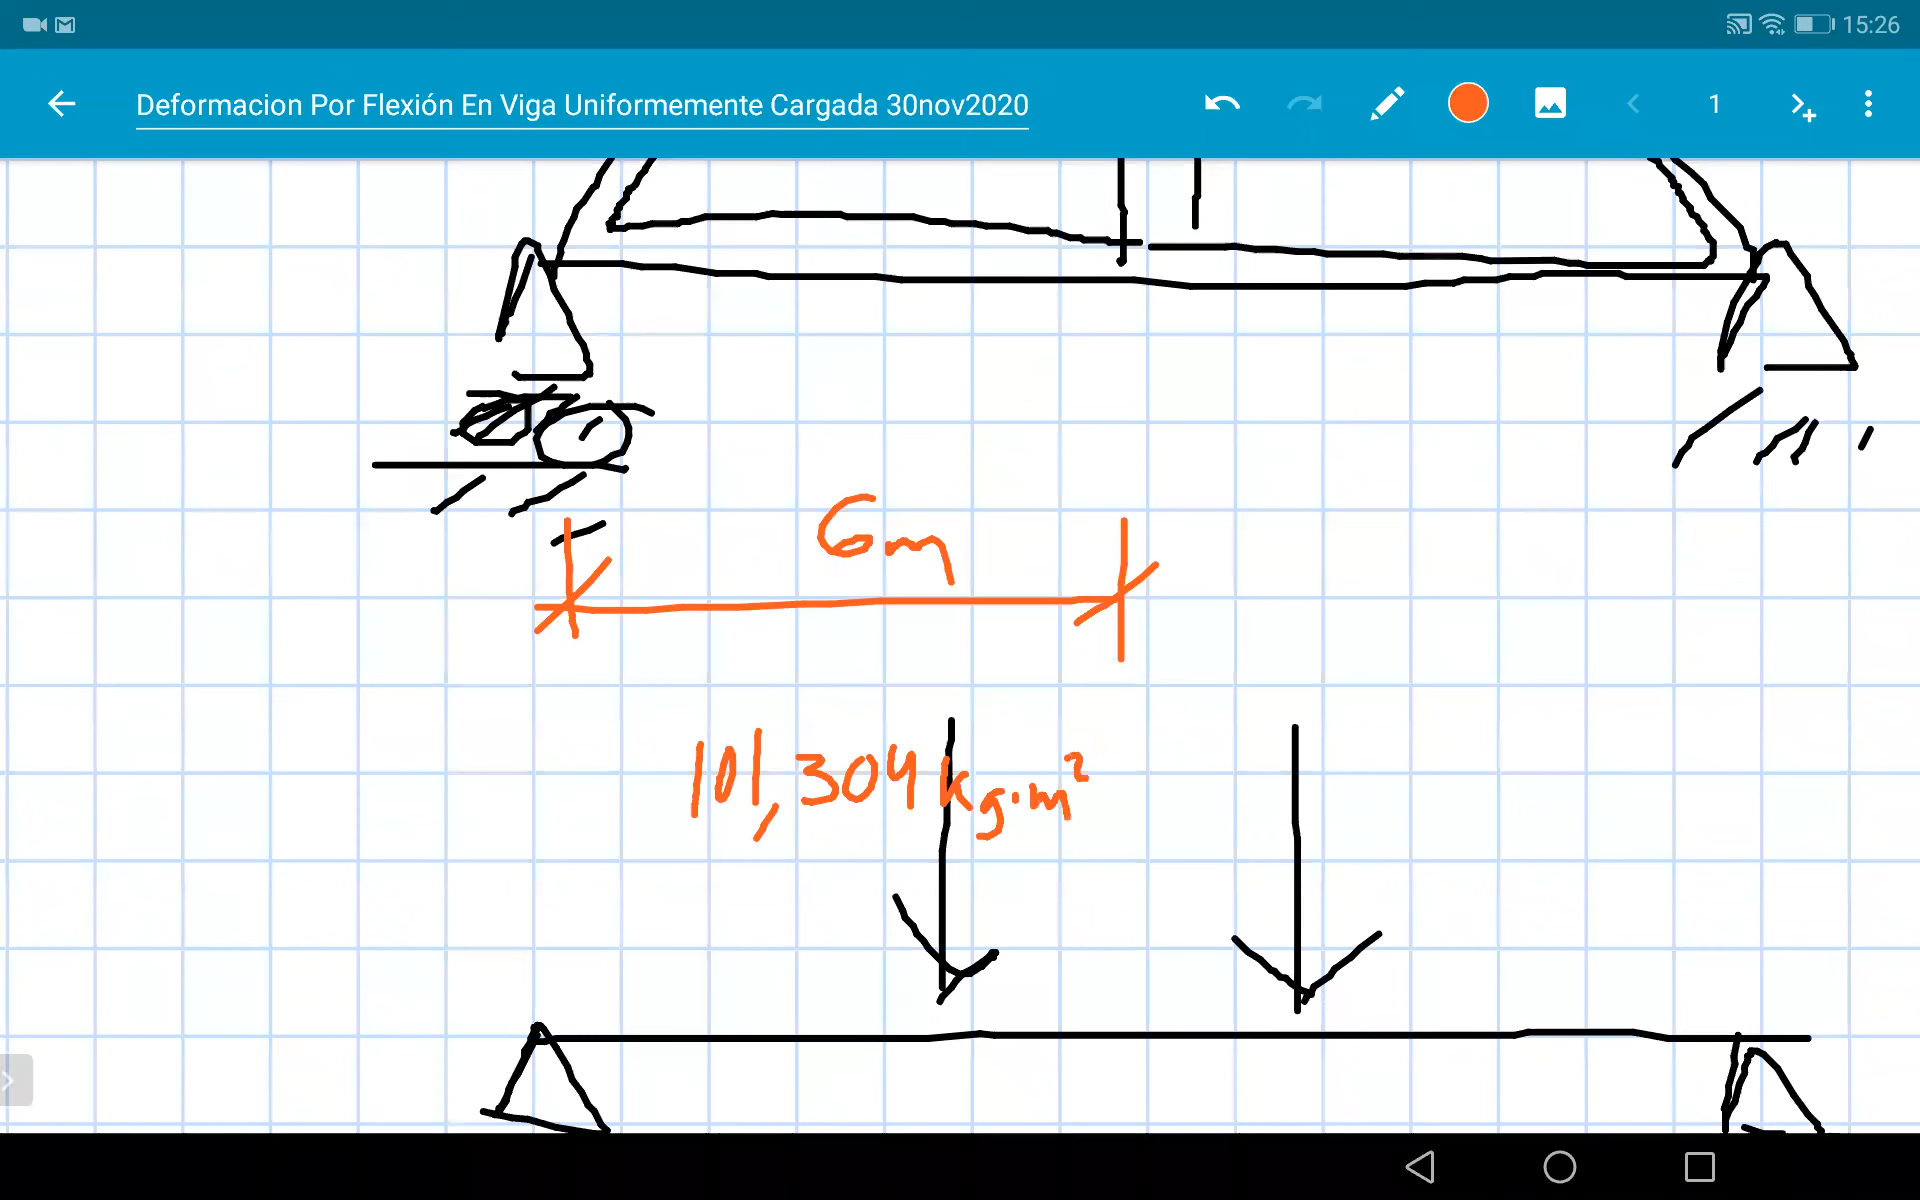 15:26
Deformacion Por Flexión En Viga Uniformemente Cargada 30nov2020
1
6m
101,304 kg·m²